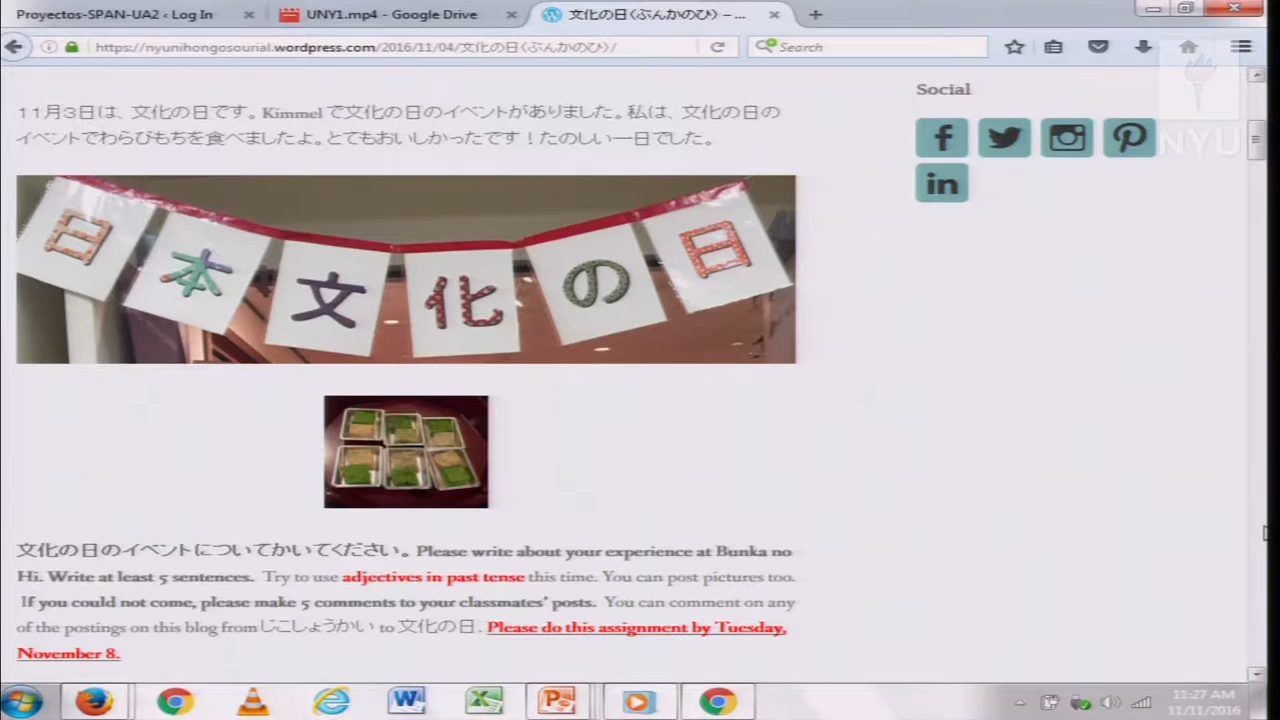 Proyectos-SPAN-UA2 ‹ Log In
UNY1.mp4 - Google Drive
文化の日(ぶんかのひ) – ...
https://nyunihongosourial.wordpress.com/2016/11/04/文化の日(ぶんかのひ)/
Search
NYU
11月3日は、文化の日です。Kimmelで文化の日のイベントがありました。私は、文化の日の
イベントでわらびもちを食べましたよ。とてもおいしかったです!たのしい一日でした。
Social
日本文化の日
文化の日のイベントについてかいてください。Please write about your experience at Bunka no
Hi. Write at least 5 sentences. Try to use adjectives in past tense this time. You can post pictures too.
If you could not come, please make 5 comments to your classmates' posts. You can comment on any
of the postings on this blog from じこしょうかい to 文化の日. Please do this assignment by Tuesday,
November 8.
11:27 AM
11/11/2016